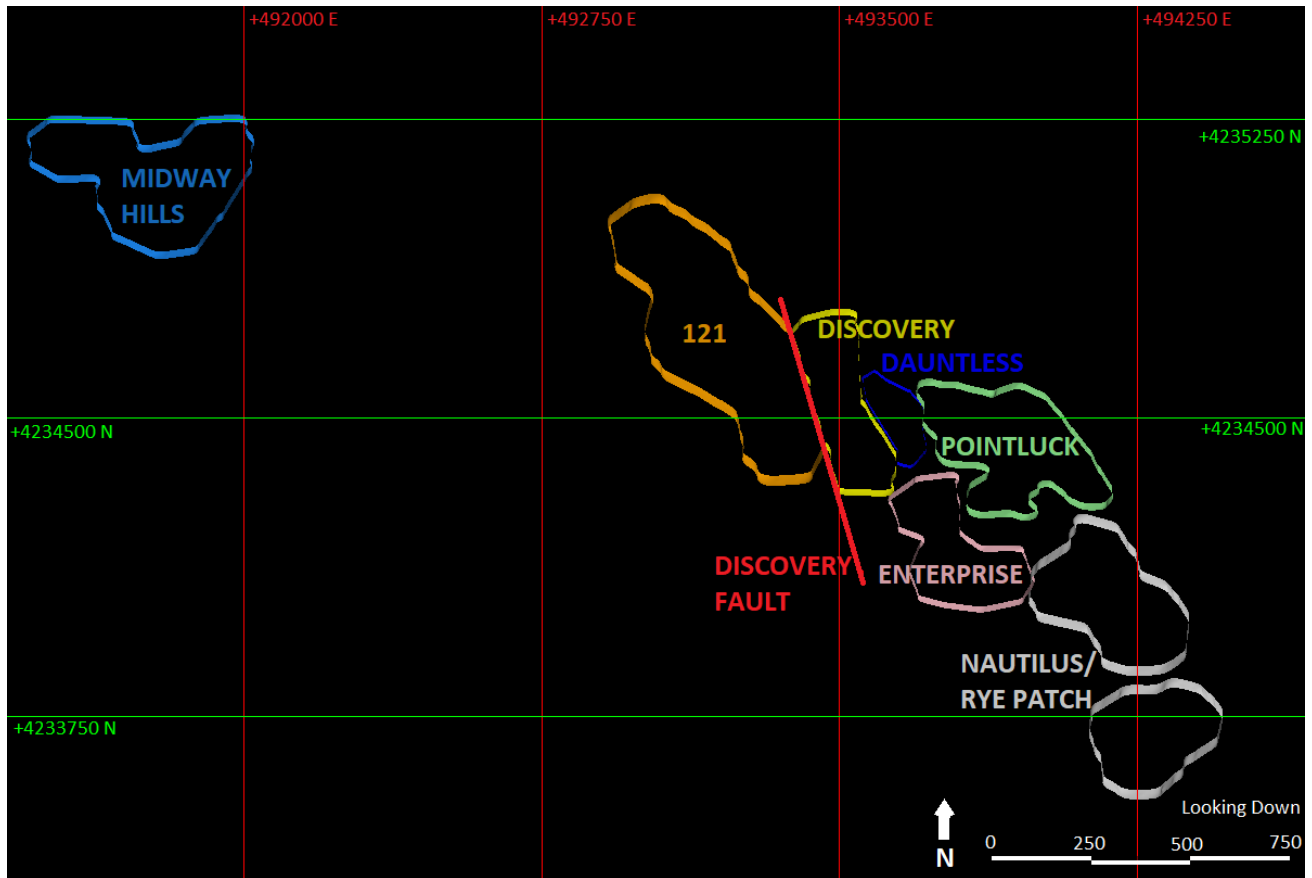 +492000 E
+492750 E
+493500 E
+494250 E
+4235250 N
MIDWAY
HILLS
121
DISCOVERY
DAUNTLESS
+4234500 N
+4234500 N
POINTLUCK
DISCOVERY
FAULT
ENTERPRISE
NAUTILUS/
RYE PATCH
+4233750 N
Looking Down
N
0 250 500 750